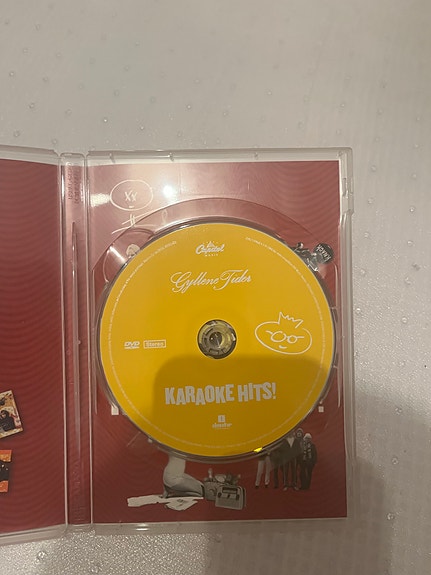 Capitol
MUSIC
Gyllene Tider
DVD
Stereo
KARAOKE HITS!